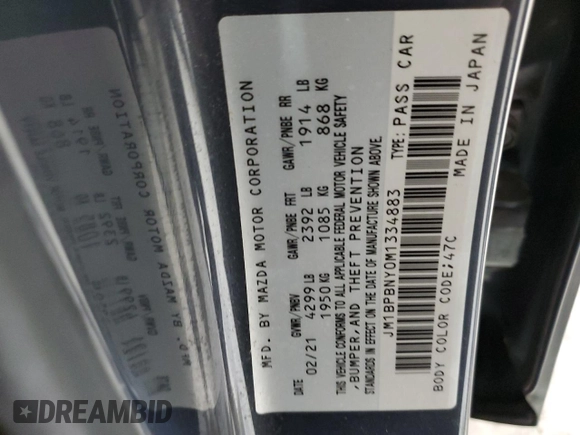 MFD. BY MAZDA MOTOR CORPORATION
DATE GVWR/PNBV GAWR/PNBE FRT GAWR/PNBE RR
02/21 4299 LB 2392 LB 1914 LB
1950 KG 1085 KG 868 KG
THIS VEHICLE CONFORMS TO ALL APPLICABLE FEDERAL MOTOR VEHICLE SAFETY
, BUMPER, AND THEFT PREVENTION
STANDARDS IN EFFECT ON THE DATE OF MANUFACTURE SHOWN ABOVE.
JM1BPBNY0M1334883 TYPE: PASS CAR
BODY COLOR CODE;47C MADE IN JAPAN
DREAMBID